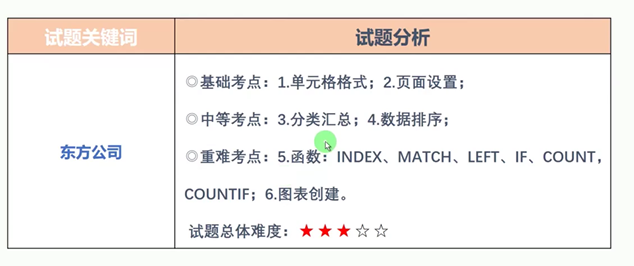 试题关键词 试题分析
◎基础考点：1.单元格格式；2.页面设置；
◎中等考点：3.分类汇总；4.数据排序；
东方公司
◎重难考点：5.函数：INDEX、MATCH、LEFT、IF、COUNT，
COUNTIF；6.图表创建。
试题总体难度：★★★☆☆